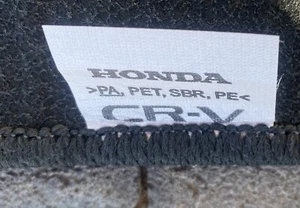 HONDA
>PA, PET, SBR, PE<
CR-V